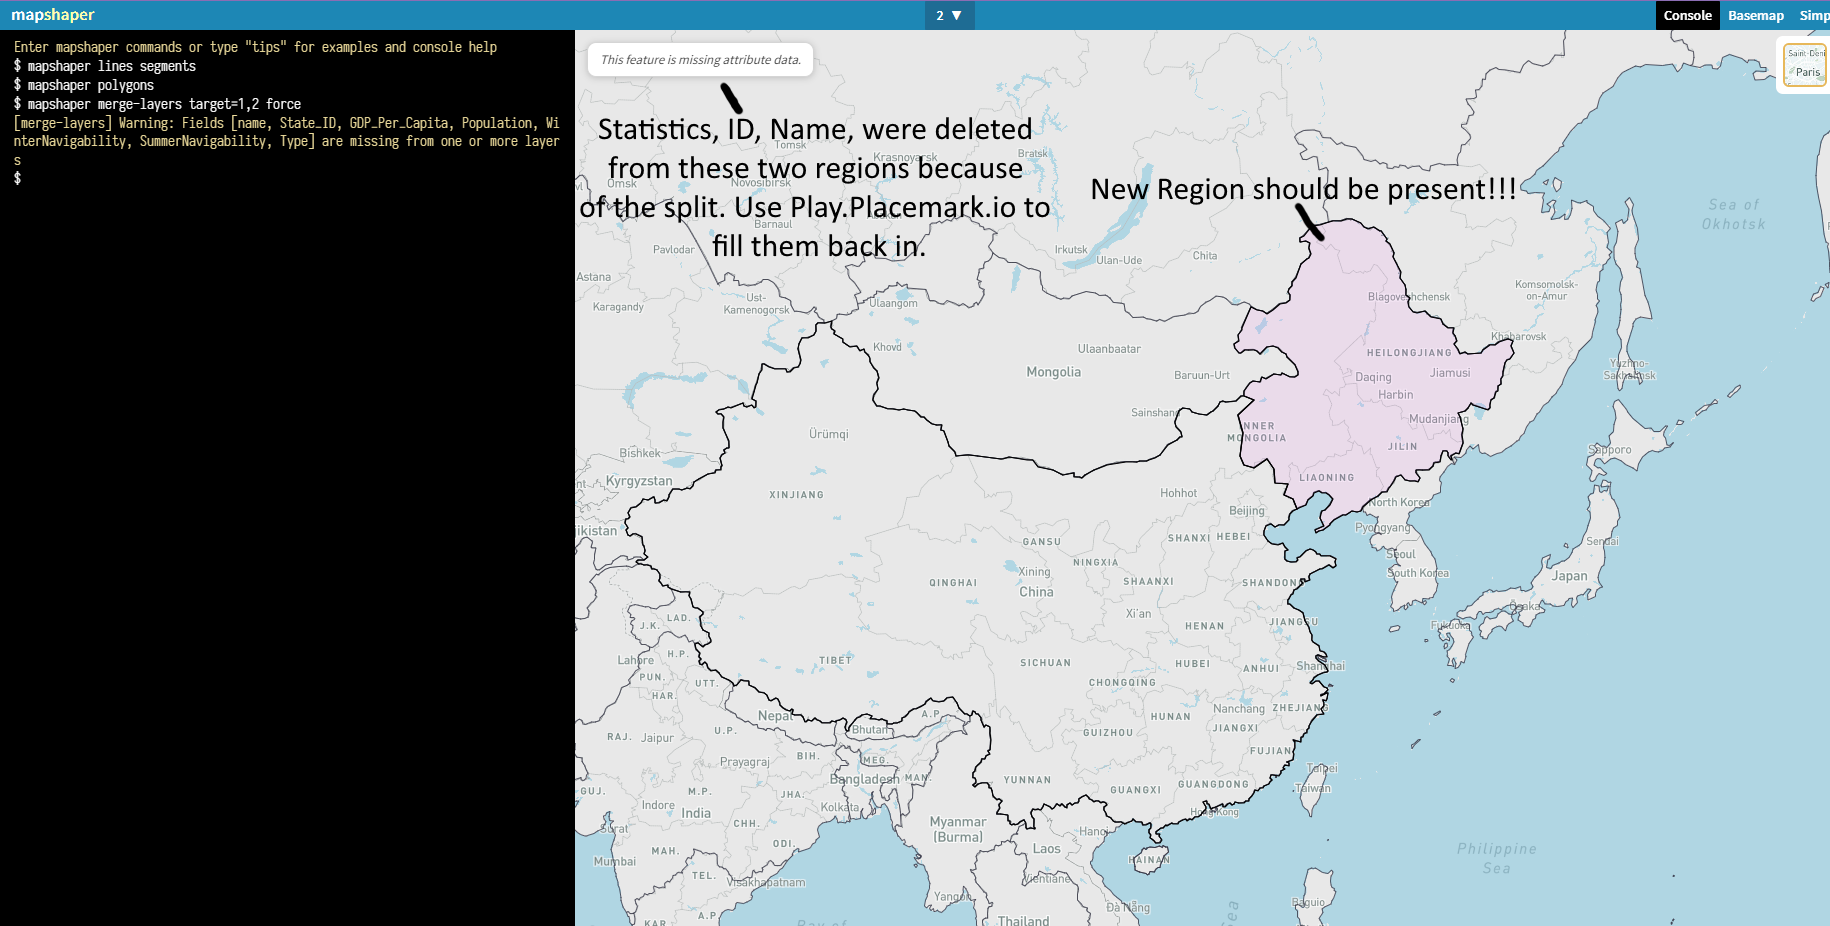 mapshaper
2 ▼
Console Basemap Simp
Enter mapshaper commands or type "tips" for examples and console help
$ mapshaper lines segments
$ mapshaper polygons
$ mapshaper merge-layers target=1,2 force
[merge-layers] Warning: Fields [name, State_ID, GDP_Per_Capita, Population, Wi
nterNavigability, SummerNavigability, Type] are missing from one or more layer
s
$
This feature is missing attribute data.
Saint-Deni
Paris
Statistics, ID, Name, were deleted
from these two regions because
of the split. Use Play.Placemark.io to
fill them back in.
New Region should be present!!!
Tomsk
Krasnoyarsk
Bratsk
Omsk
Novosibirsk
Barnaul
Pavlodar
Irkutsk
Ulan-Ude
Chita
Sea of
Okhotsk
Astana
Karagandy
Ust-
Kamenogorsk
Ulaangom
Blagoveshchensk
Komsomolsk-
on-Amur
Khabarovsk
Khovd
Ulaanbaatar
Mongolia
Baruun-Urt
Sainshand
HEILONGJIANG
Daqing
Jiamusi
Harbin
Mudanjiang
Yuzhno-
Sakhalinsk
INNER
MONGOLIA
JILIN
LIAONING
Sapporo
Ürümqi
Bishkek
Kyrgyzstan
XINJIANG
Hohhot
Beijing
North Korea
Pyongyang
Seoul
South Korea
Sendai
Japan
Osaka
Fukuoka
jikistan
GANSU
SHANXI
HEBEI
NINGXIA
QINGHAI
Xining
China
SHAANXI
SHANDON
Xi'an
HENAN
JIANGSU
LAD.
J.K.
Lahore
H.P.
PUN.
UTT.
HAR.
TIBET
SICHUAN
HUBEI
ANHUI
Shanghai
CHONGQING
Nanchang
ZHEJIANG
HUNAN
JIANGXI
GUIZHOU
FUJIAN
Nepal
A.P.
Bhutan
RAJ.
Jaipur
U.P.
BIH.
MEG.
Prayagraj
Bangladesh
MAN.
YUNNAN
GUANGXI
GUANGDONG
Taipei
Taiwan
Hong Kong
GUJ.
M.P.
JHA.
Indore
India
Kolkata
CHH.
Surat
Myanmar
(Burma)
Hanoi
Laos
ODI.
MAH.
Mumbai
HAINAN
TEL.
Visakhapatnam
Vientiane
Yangon
Đà Nẵng
Baguio
Philippine
Sea
KAR.
A.P.
Bay of
Thailand